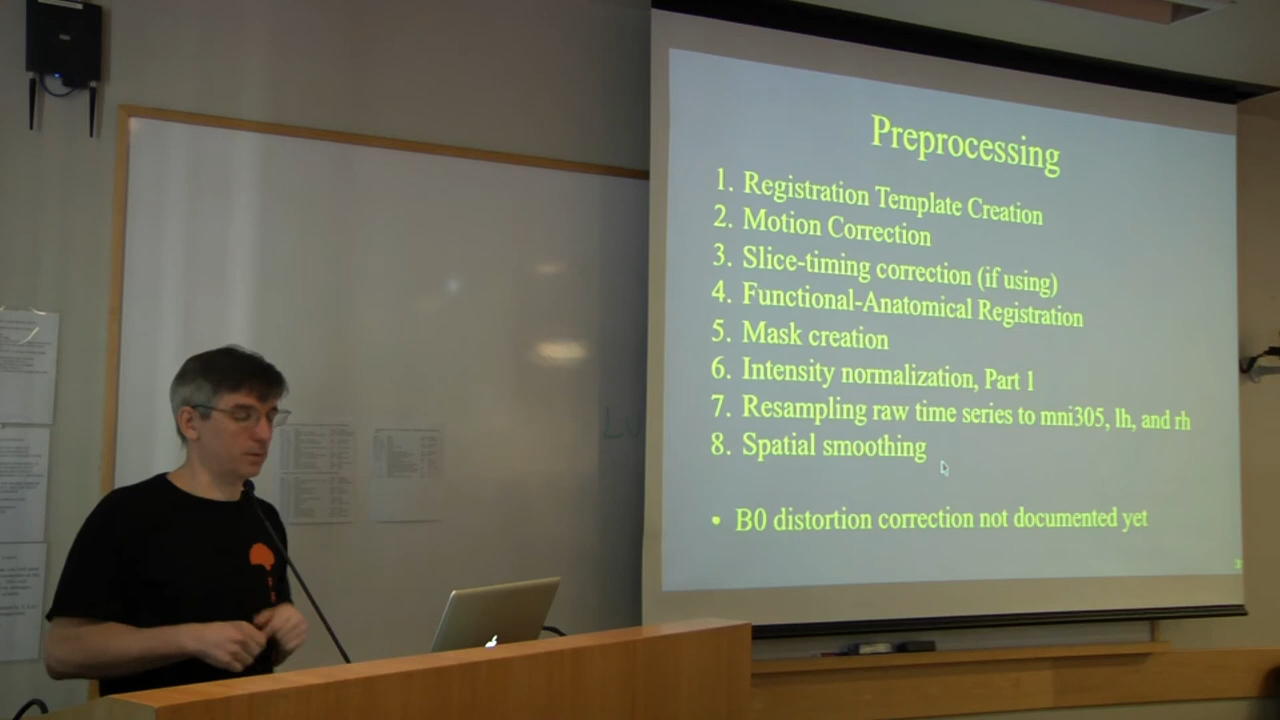 Preprocessing
1. Registration Template Creation
2. Motion Correction
3. Slice-timing correction (if using)
4. Functional-Anatomical Registration
5. Mask creation
6. Intensity normalization, Part 1
7. Resampling raw time series to mni305, lh, and rh
8. Spatial smoothing
• B0 distortion correction not documented yet